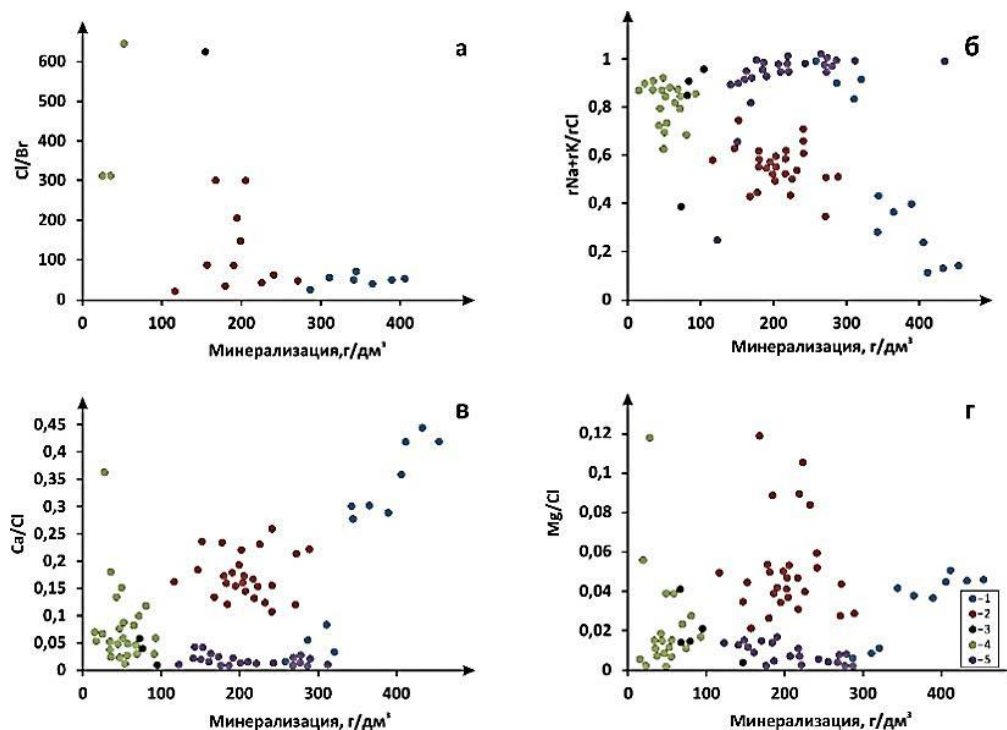 а
Cl/Br
600
500
400
300
200
100
0
0 100 200 300 400
Минерализация,г/дм³
б
rNa+rK/rCl
1
0,8
0,6
0,4
0,2
0
0 100 200 300 400 500
Минерализация, г/дм³
в
Ca/Cl
0,45
0,4
0,35
0,3
0,25
0,2
0,15
0,1
0,05
0
0 100 200 300 400
Минерализация, г/дм³
г
Mg/Cl
0,12
0,1
0,08
0,06
0,04
0,02
0
0 100 200 300 400 500
Минерализация, г/дм³
-1
-2
-3
-4
-5